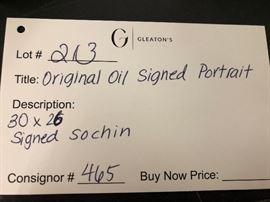 G | GLEATON'S
Lot # 213
Title: Original Oil Signed Portrait
Description:
30 x 26
Signed Sochin
Consignor # 465 Buy Now Price: